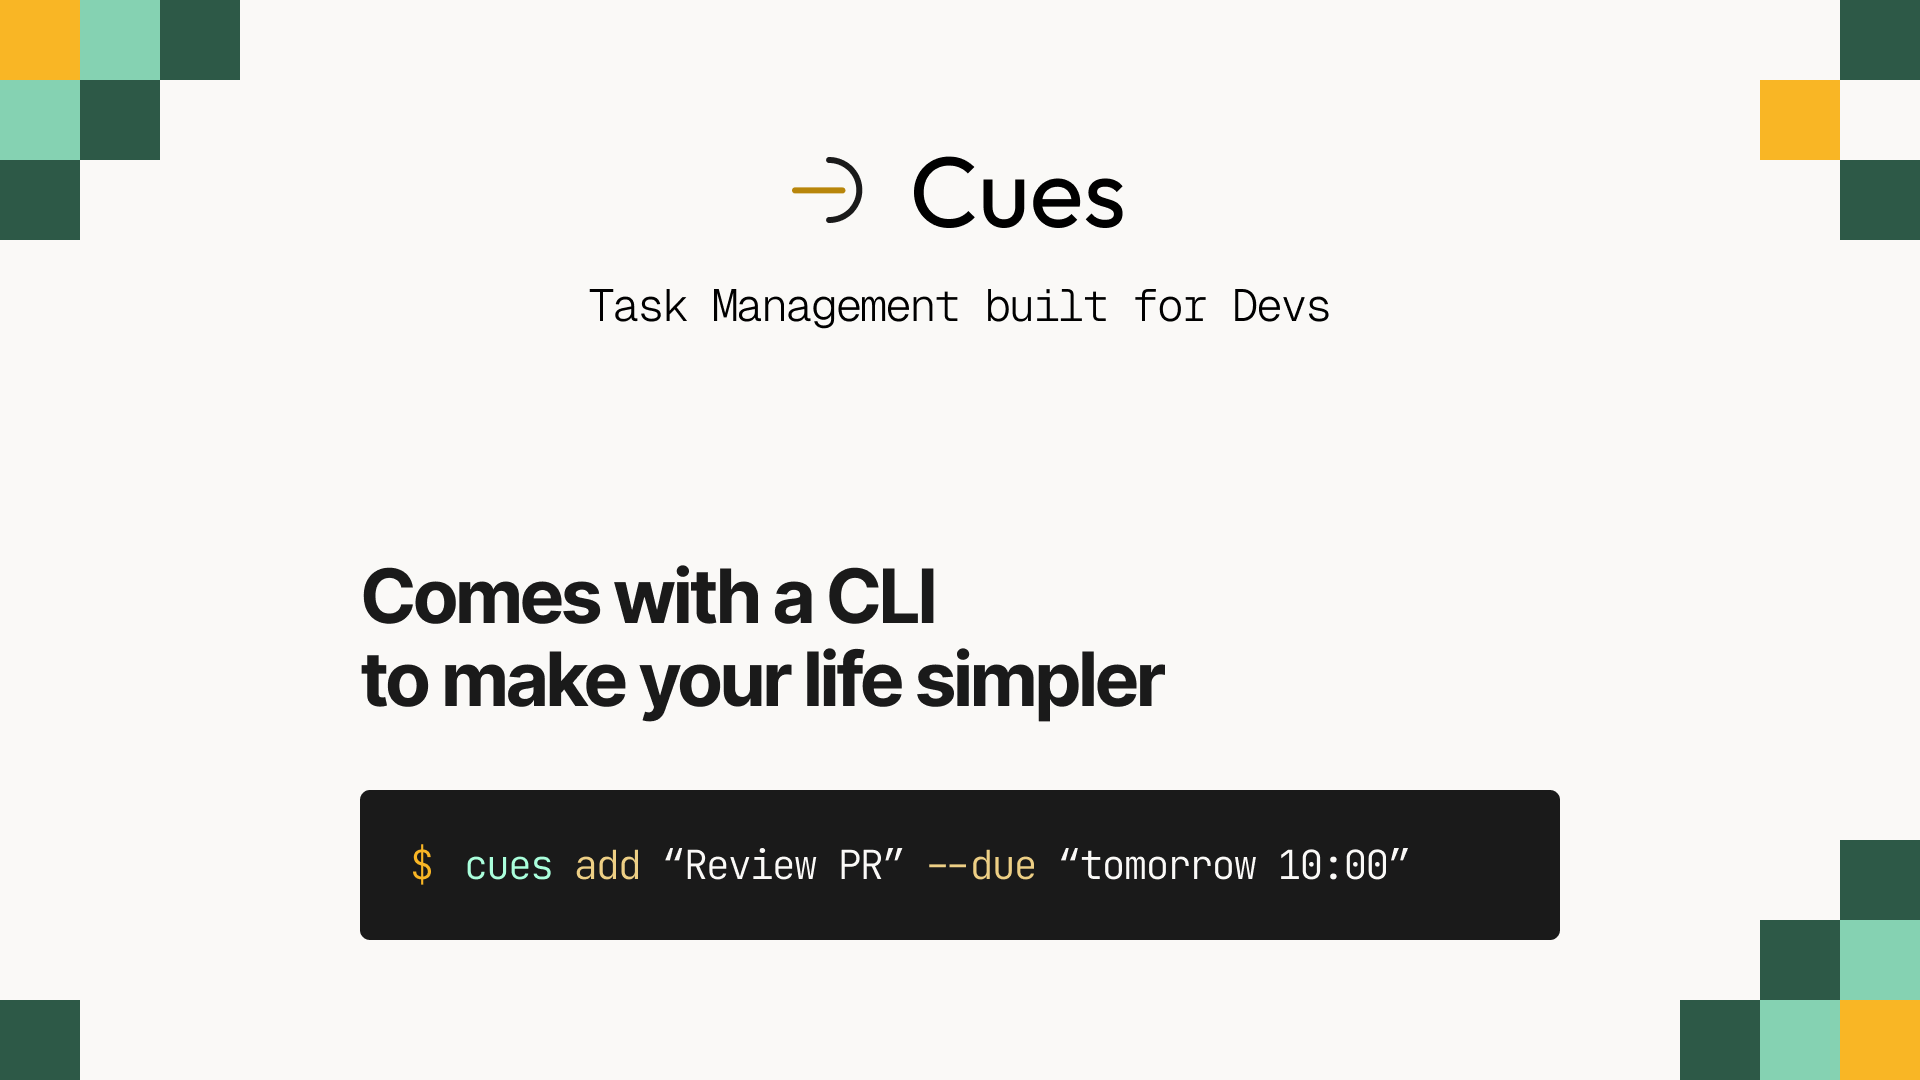 Cues
Task Management built for Devs
Comes with a CLI
to make your life simpler
$ cues add “Review PR” --due “tomorrow 10:00”